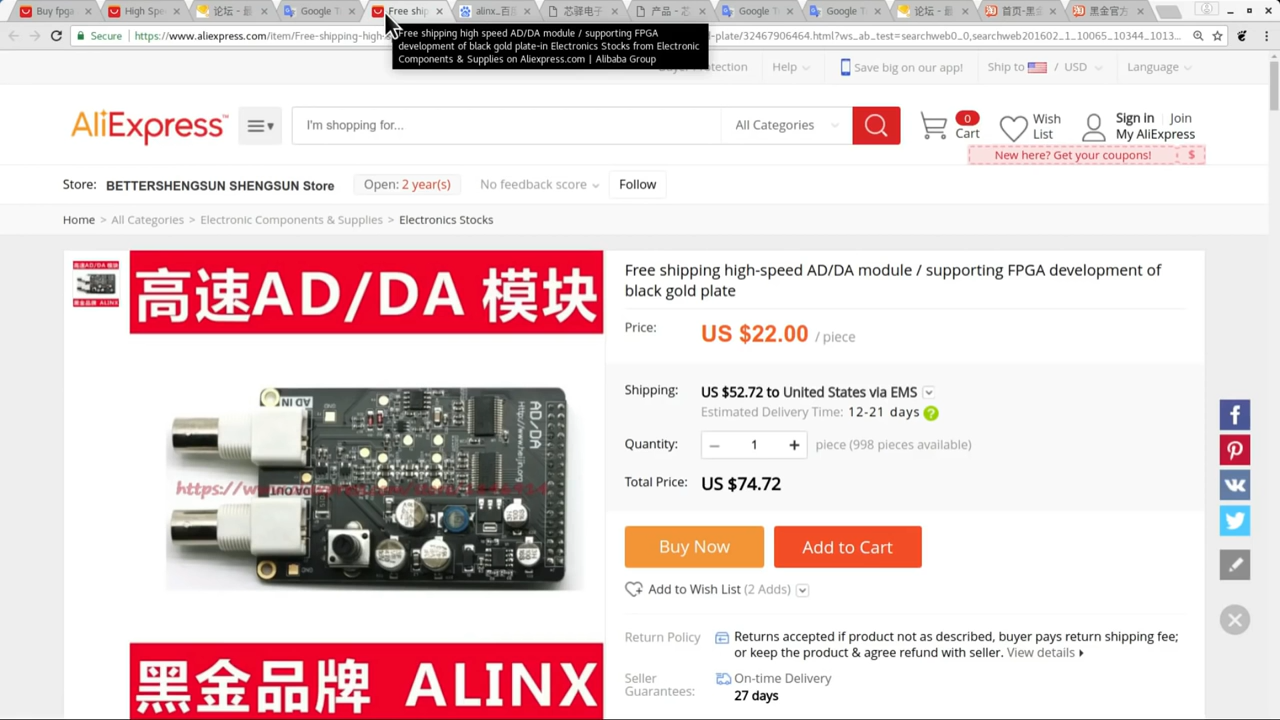 Buy fpga
High Spe
论坛 -
Google T
Free ship
alinx_百
芯驿电子
产品 - 芯
Google T
Google T
论坛 -
首页-黑
黑金官方
Secure
https://www.aliexpress.com/item/Free-shipping-high-
d-plate/32467906464.html?ws_ab_test=searchweb0_0,searchweb201602_1_10065_10344_1013...
Free shipping high speed AD/DA module / supporting FPGA
development of black gold plate-in Electronics Stocks from Electronic
Components & Supplies on Aliexpress.com | Alibaba Group
Buyer Protection
Help
Save big on our app!
Ship to / USD
Language
AliExpress™
I'm shopping for...
All Categories
0
Cart
Wish
List
Sign in | Join
My AliExpress
New here? Get your coupons! $
Store: BETTERSHENGSUN SHENGSUN Store
Open: 2 year(s)
No feedback score
Follow
Home > All Categories > Electronic Components & Supplies > Electronics Stocks
高速AD/DA 模块
AD IN
AD/DA
GND
黑金品牌 ALINX
Free shipping high-speed AD/DA module / supporting FPGA development of
black gold plate
Price: US $22.00 / piece
Shipping: US $52.72 to United States via EMS
Estimated Delivery Time: 12-21 days
Quantity: − 1 + piece (998 pieces available)
Total Price: US $74.72
Buy Now
Add to Cart
Add to Wish List (2 Adds)
Return Policy
Returns accepted if product not as described, buyer pays return shipping fee;
or keep the product & agree refund with seller. View details
Seller
Guarantees:
On-time Delivery
27 days